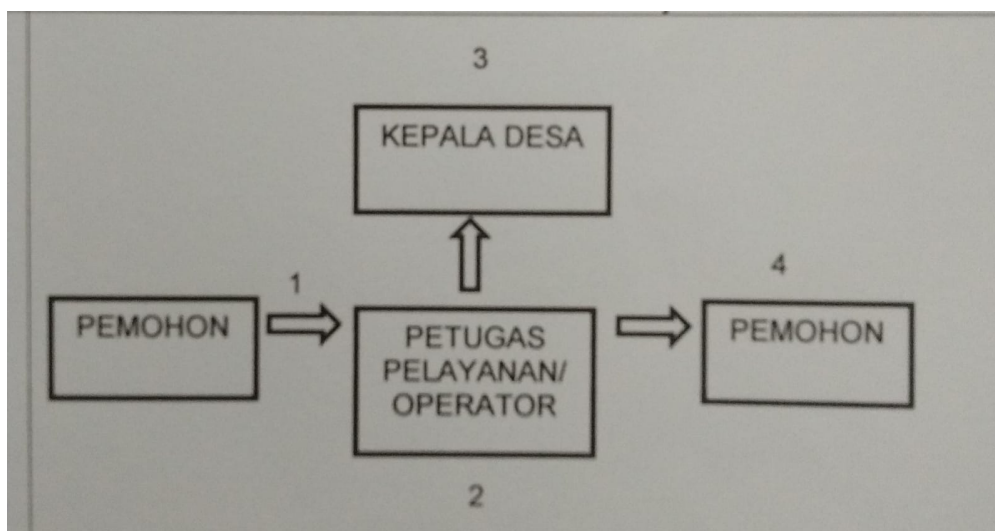 3
KEPALA DESA
1
4
PEMOHON
PETUGAS
PELAYANAN/
OPERATOR
PEMOHON
2